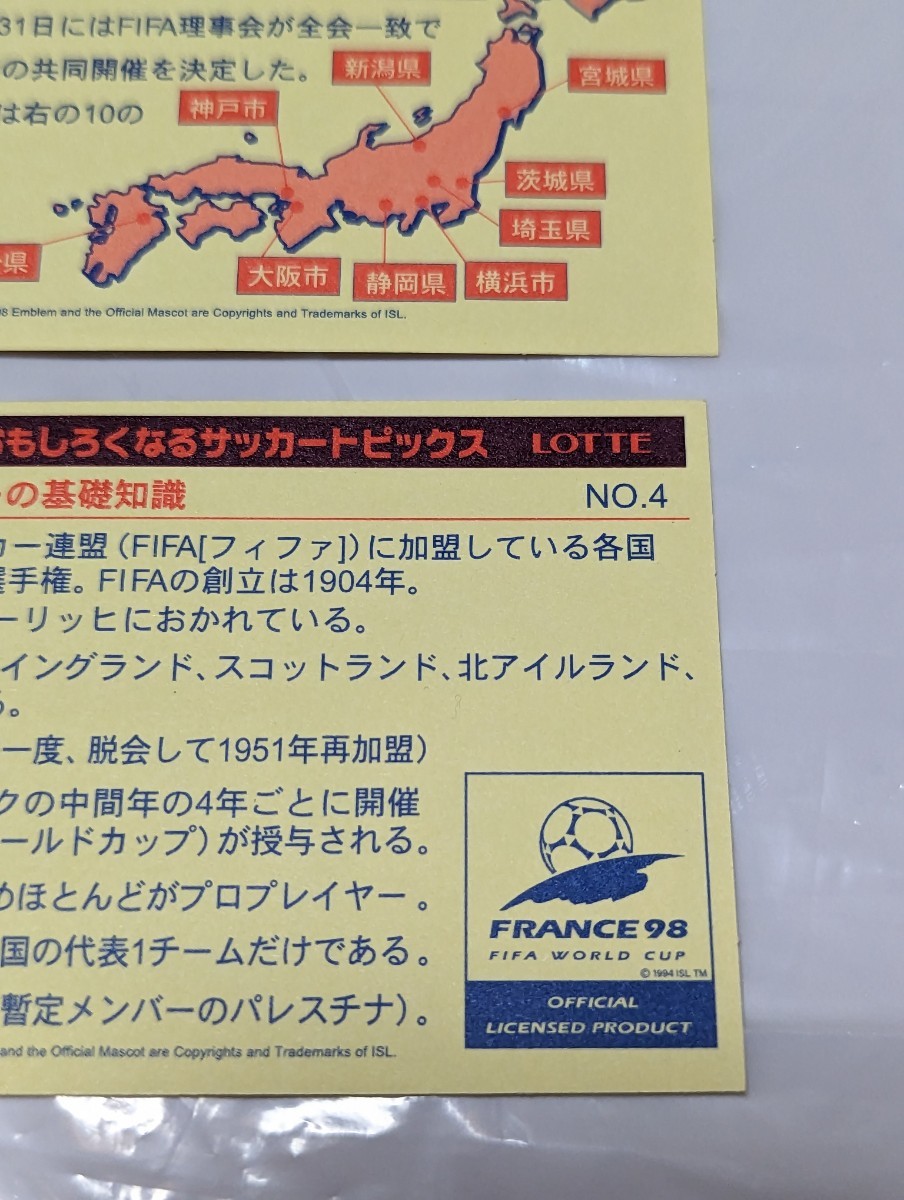 31日にはFIFA理事会が全会一致で
の共同開催を決定した。
は右の10の
新潟県
宮城県
神戸市
茨城県
埼玉県
県
大阪市
静岡県
横浜市
8 Emblem and the Official Mascot are Copyrights and Trademarks of ISL.
おもしろくなるサッカートピックス LOTTE
の基礎知識 NO.4
カー連盟(FIFA[フィファ])に加盟している各国
選手権。FIFAの創立は1904年。
ーリッヒにおかれている。
イングランド、スコットランド、北アイルランド、
る。
一度、脱会して1951年再加盟)
クの中間年の4年ごとに開催
ールドカップ)が授与される。
めほとんどがプロプレイヤー。
国の代表1チームだけである。
暫定メンバーのパレスチナ)。
and the Official Mascot are Copyrights and Trademarks of ISL.
FRANCE 98
FIFA WORLD CUP
© 1994 ISL TM
OFFICIAL
LICENSED PRODUCT